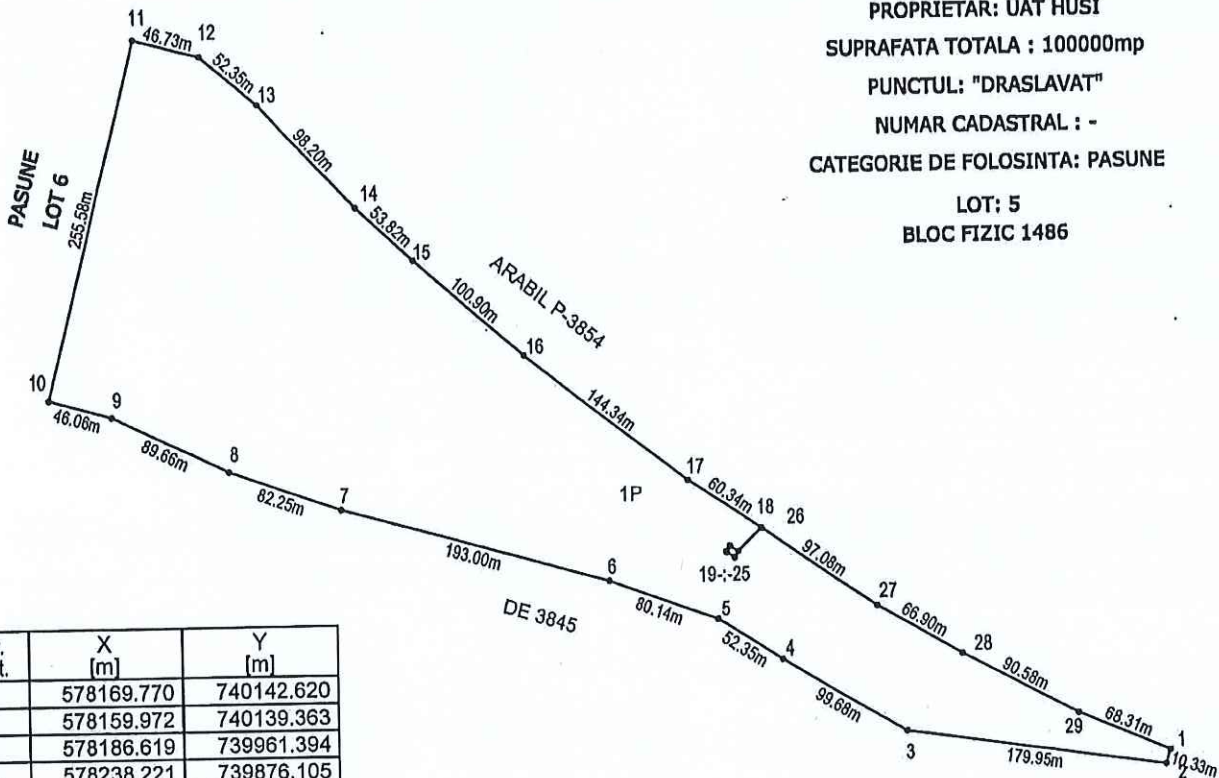 PROPRIETAR: UAT HUSI
SUPRAFATA TOTALA : 100000mp
PUNCTUL: "DRASLAVAT"
NUMAR CADASTRAL : -
CATEGORIE DE FOLOSINTA: PASUNE
LOT: 5
BLOC FIZIC 1486
11
46.73m
12
52.35m
13
98.20m
14
53.82m
15
100.90m
ARABIL P-3854
16
144.34m
17
60.34m
18
26
97.08m
27
66.90m
28
90.58m
29
68.31m
1
10.33m
PASUNE
LOT 6
255.58m
10
46.06m
9
89.66m
8
82.25m
7
193.00m
6
80.14m
5
52.35m
4
99.68m
3
179.95m
1P
19-:-25
DE 3845
X Y
[m] [m]
578169.770 740142.620
578159.972 740139.363
578186.619 739961.394
578238.221 739876.105